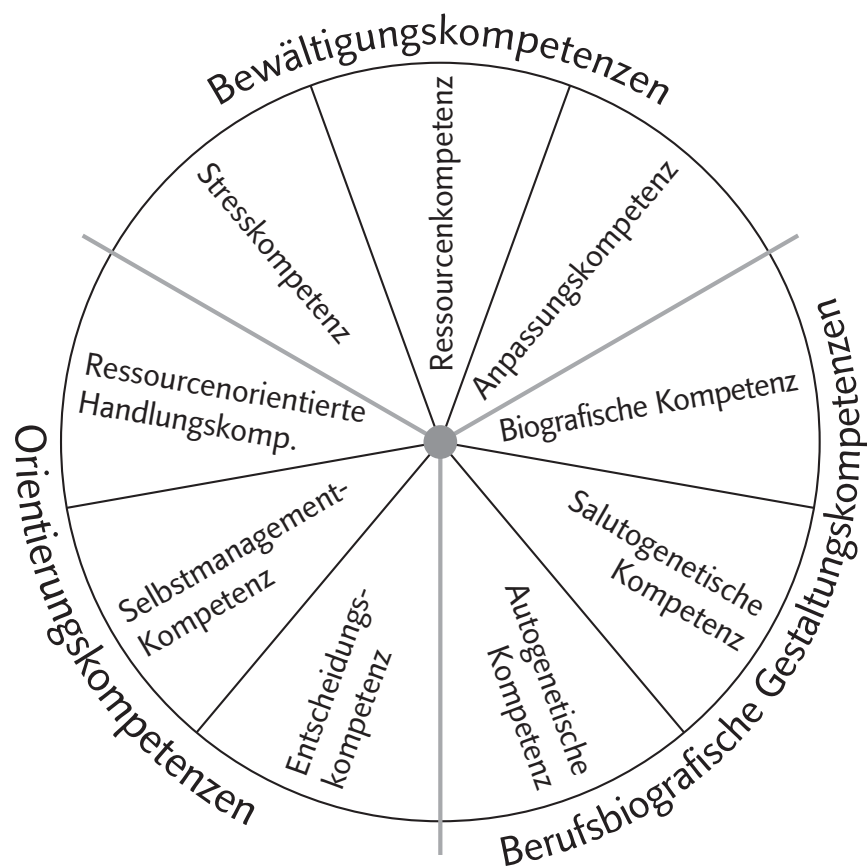 Bewältigungskompetenzen
Stresskompetenz
Ressourcenkompetenz
Anpassungskompetenz
Berufsbiografische Gestaltungskompetenzen
Biografische Kompetenz
Salutogenetische
Kompetenz
Autogenetische
Kompetenz
Orientierungskompetenzen
Entscheidungs-
kompetenz
Selbstmanagement-
Kompetenz
Ressourcenorientierte
Handlungskomp.